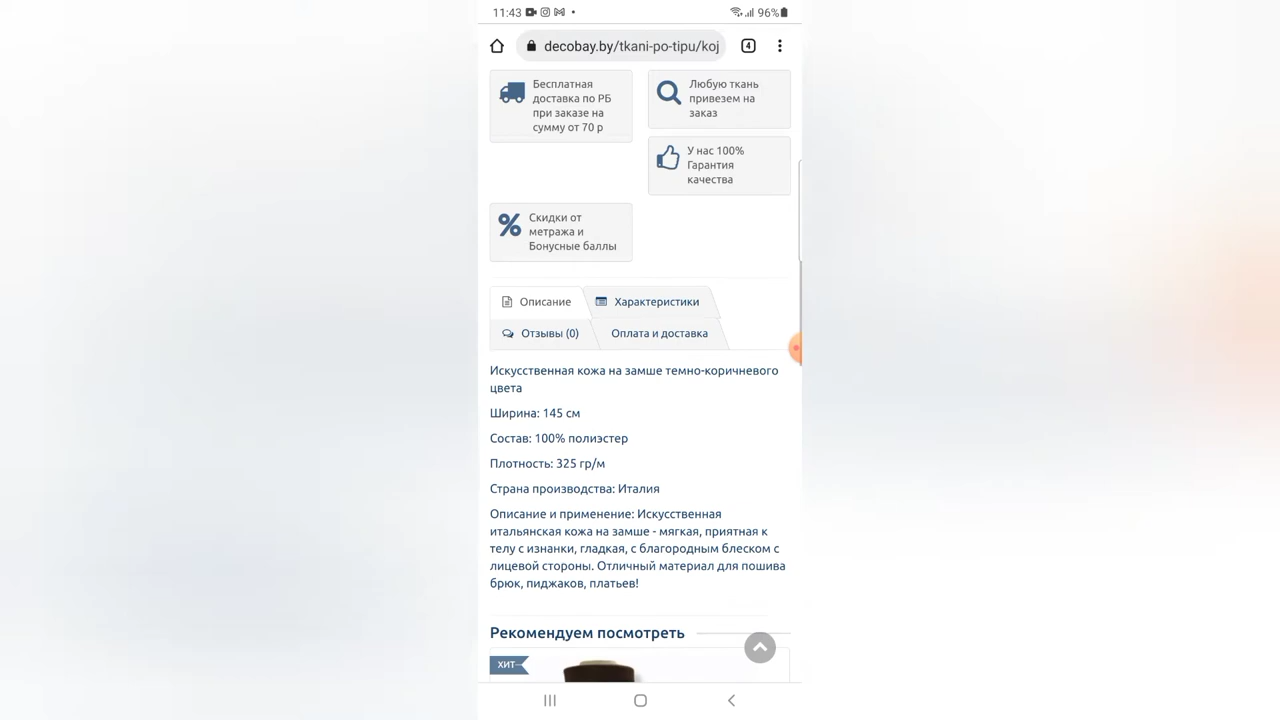 11:43
96%
decobay.by/tkani-po-tipu/koj
4
Бесплатная
доставка по РБ
при заказе на
сумму от 70 р
Любую ткань
привезем на
заказ
У нас 100%
Гарантия
качества
Скидки от
метража и
Бонусные баллы
Описание
Характеристики
Отзывы (0)
Оплата и доставка
Искусственная кожа на замше темно-коричневого
цвета
Ширина: 145 см
Состав: 100% полиэстер
Плотность: 325 гр/м
Страна производства: Италия
Описание и применение: Искусственная
итальянская кожа на замше - мягкая, приятная к
телу с изнанки, гладкая, с благородным блеском с
лицевой стороны. Отличный материал для пошива
брюк, пиджаков, платьев!
Рекомендуем посмотреть
ХИТ